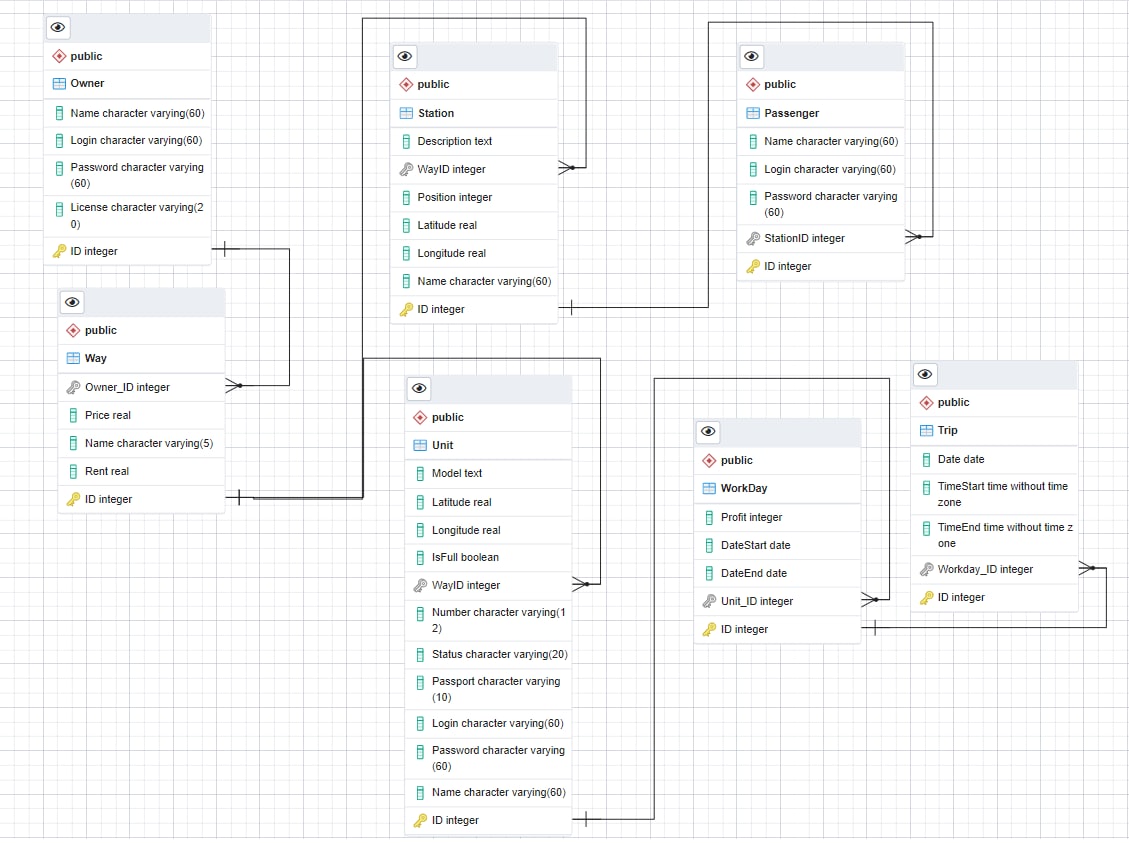 public
Owner
Name character varying(60)
Login character varying(60)
Password character varying
(60)
License character varying(2
0)
ID integer
public
Way
Owner_ID integer
Price real
Name character varying(5)
Rent real
ID integer
public
Station
Description text
WayID integer
Position integer
Latitude real
Longitude real
Name character varying(60)
ID integer
public
Unit
Model text
Latitude real
Longitude real
IsFull boolean
WayID integer
Number character varying(1
2)
Status character varying(20)
Passport character varying
(10)
Login character varying(60)
Password character varying
(60)
Name character varying(60)
ID integer
public
Passenger
Name character varying(60)
Login character varying(60)
Password character varying
(60)
StationID integer
ID integer
public
WorkDay
Profit integer
DateStart date
DateEnd date
Unit_ID integer
ID integer
public
Trip
Date date
TimeStart time without time
zone
TimeEnd time without time z
one
Workday_ID integer
ID integer